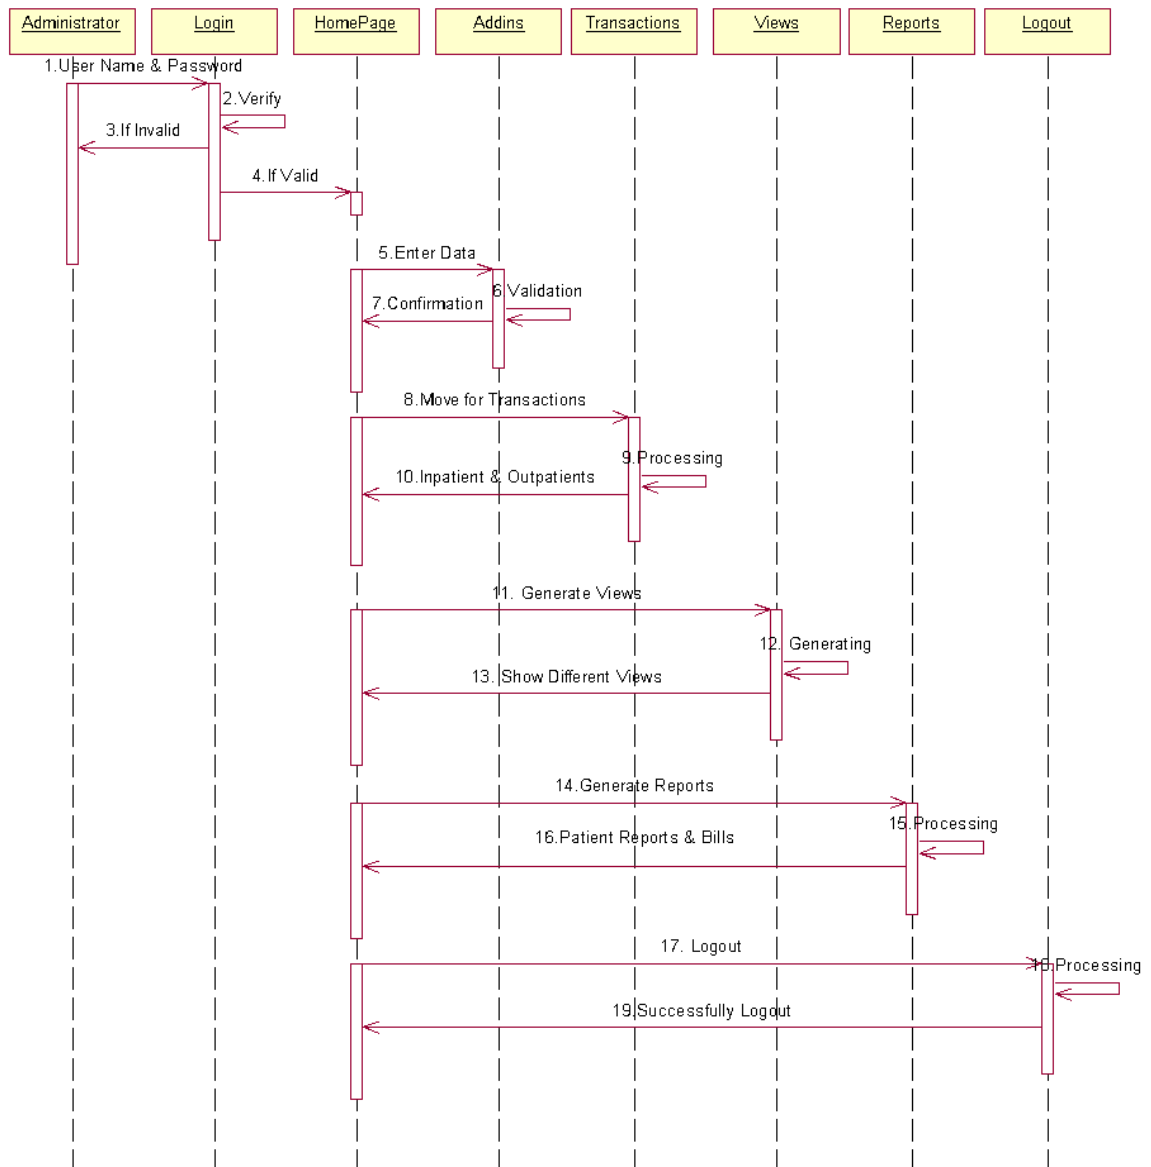 Administrator
Login
HomePage
Addins
Transactions
Views
Reports
Logout
1.User Name & Password
2.Verify
3.If Invalid
4.If Valid
5.Enter Data
6.Validation
7.Confirmation
8.Move for Transactions
9.Processing
10.Inpatient & Outpatients
11. Generate Views
12. Generating
13. Show Different Views
14.Generate Reports
15.Processing
16.Patient Reports & Bills
17. Logout
18.Processing
19.Successfully Logout